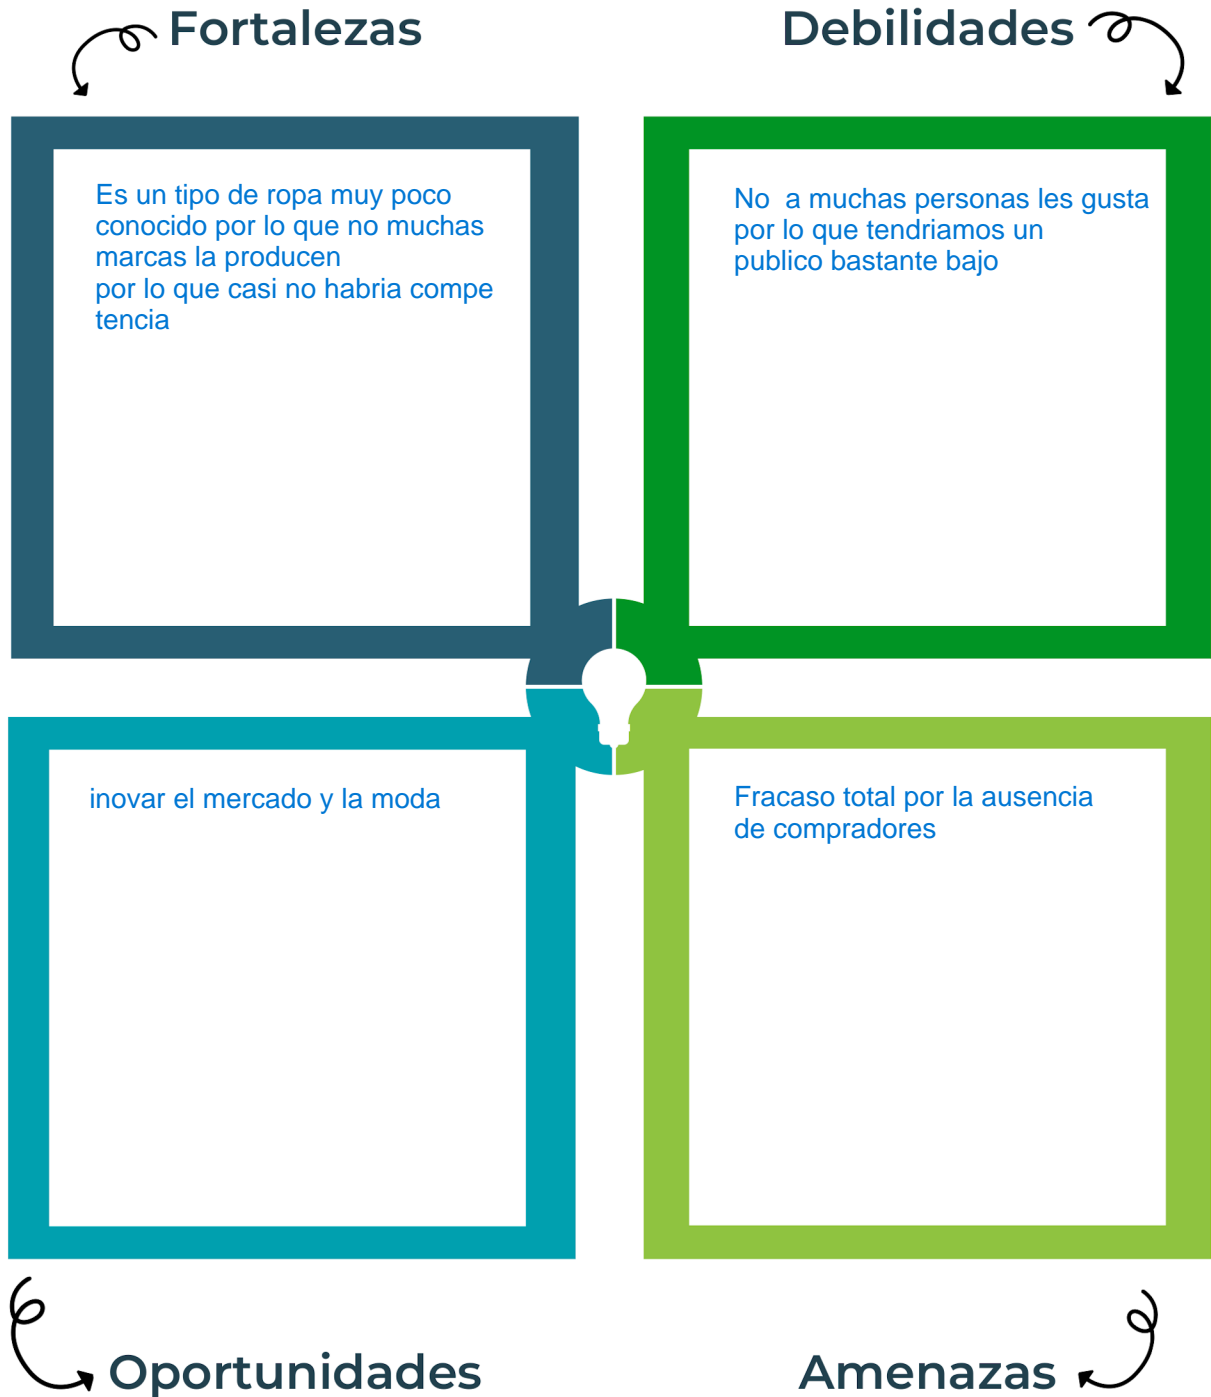 Fortalezas
Debilidades
Es un tipo de ropa muy poco
conocido por lo que no muchas
marcas la producen
por lo que casi no habria compe
tencia
No  a muchas personas les gusta
por lo que tendriamos un
publico bastante bajo
inovar el mercado y la moda
Fracaso total por la ausencia
de compradores
Oportunidades
Amenazas